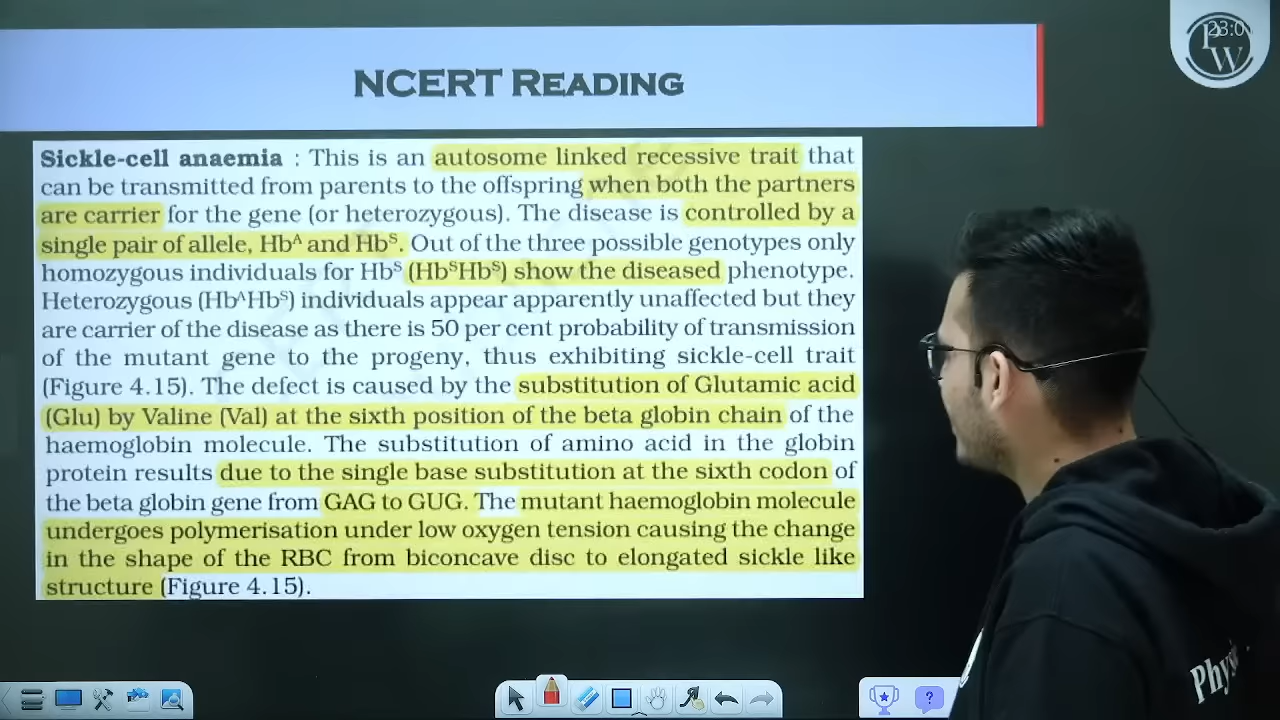 23:0
PW
NCERT READING
Sickle-cell anaemia : This is an autosome linked recessive trait that
can be transmitted from parents to the offspring when both the partners
are carrier for the gene (or heterozygous). The disease is controlled by a
single pair of allele, Hbᴬ and Hbˢ. Out of the three possible genotypes only
homozygous individuals for Hbˢ (HbˢHbˢ) show the diseased phenotype.
Heterozygous (HbᴬHbˢ) individuals appear apparently unaffected but they
are carrier of the disease as there is 50 per cent probability of transmission
of the mutant gene to the progeny, thus exhibiting sickle-cell trait
(Figure 4.15). The defect is caused by the substitution of Glutamic acid
(Glu) by Valine (Val) at the sixth position of the beta globin chain of the
haemoglobin molecule. The substitution of amino acid in the globin
protein results due to the single base substitution at the sixth codon of
the beta globin gene from GAG to GUG. The mutant haemoglobin molecule
undergoes polymerisation under low oxygen tension causing the change
in the shape of the RBC from biconcave disc to elongated sickle like
structure (Figure 4.15).
?